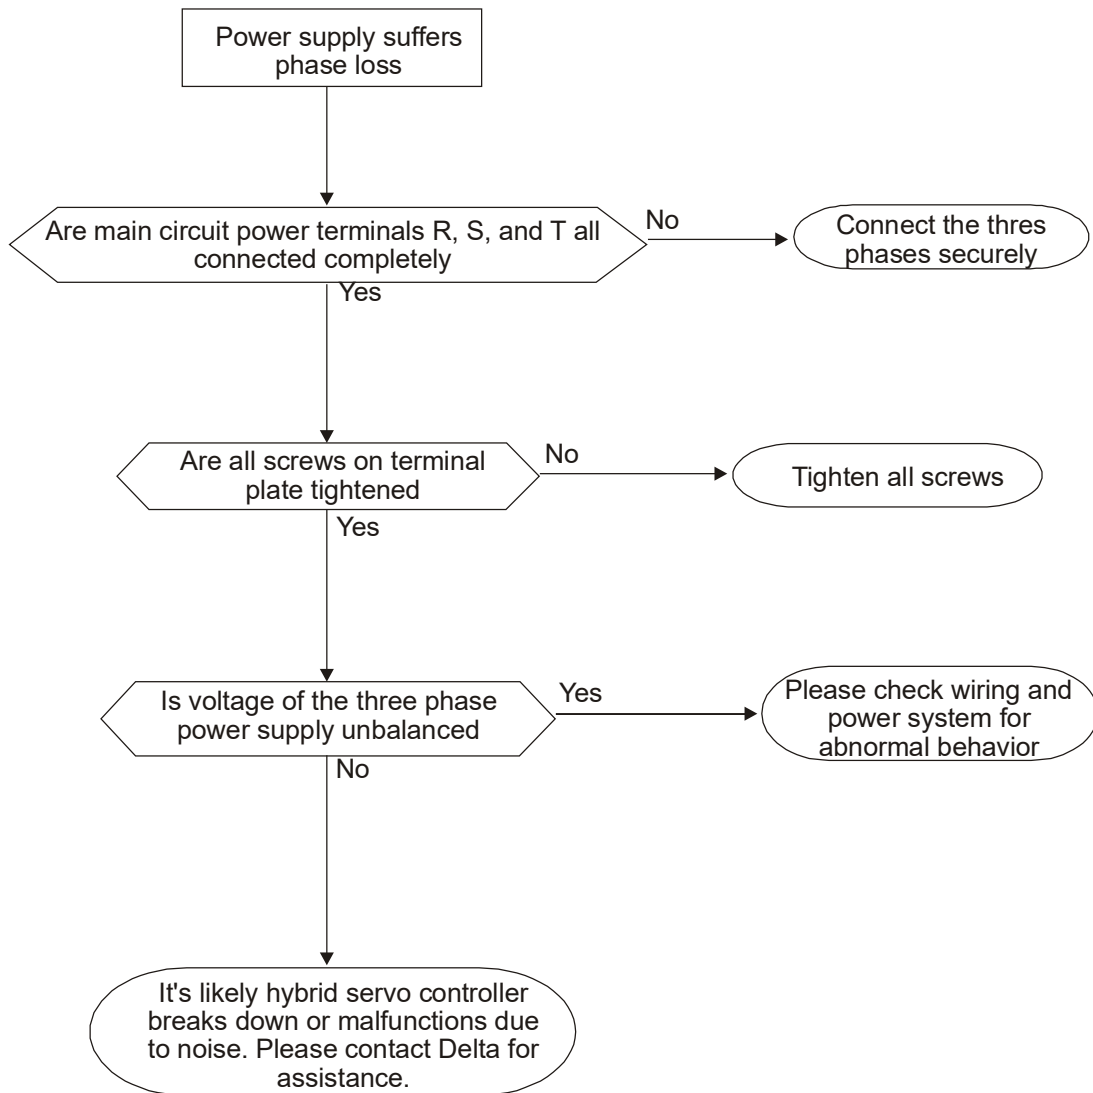 Power supply suffers
phase loss
Are main circuit power terminals R, S, and T all
connected completely
No
Connect the thres
phases securely
Yes
Are all screws on terminal
plate tightened
No
Tighten all screws
Yes
Is voltage of the three phase
power supply unbalanced
Yes
Please check wiring and
power system for
abnormal behavior
No
It's likely hybrid servo controller
breaks down or malfunctions due
to noise. Please contact Delta for
assistance.